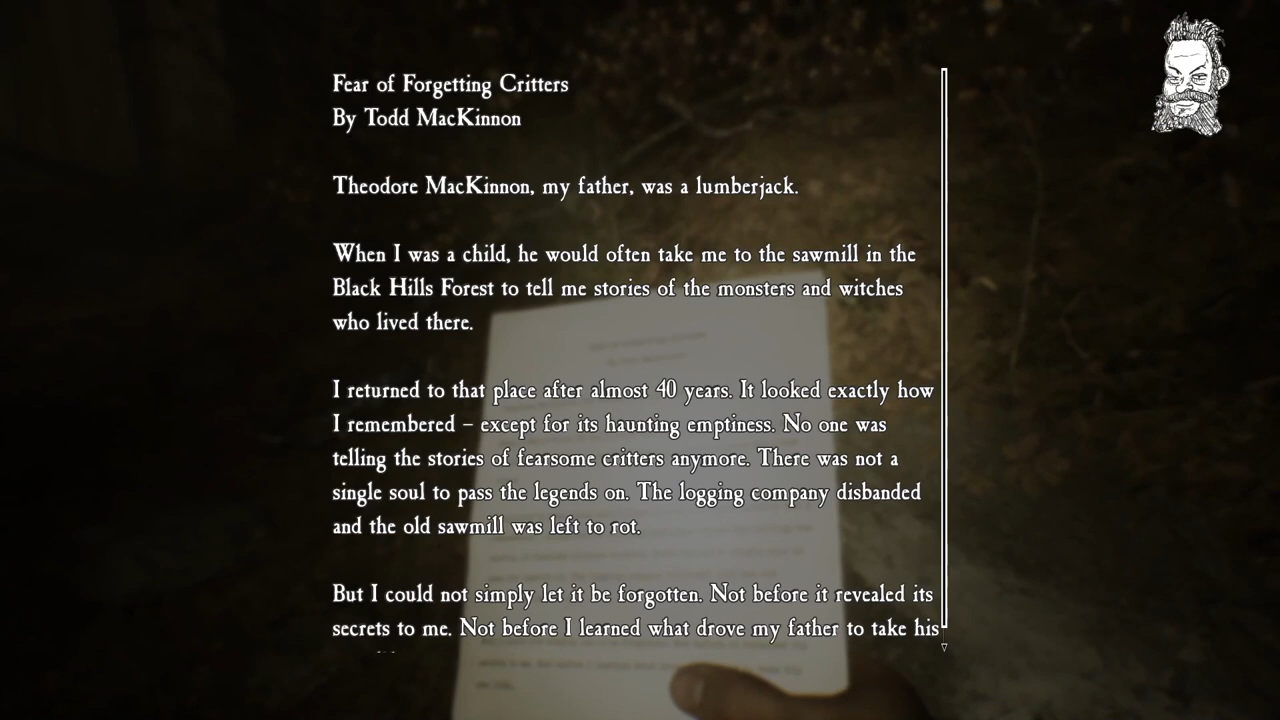 Fear of Forgetting Critters
By Todd MacKinnon
Theodore MacKinnon, my father, was a lumberjack.
When I was a child, he would often take me to the sawmill in the
Black Hills Forest to tell me stories of the monsters and witches
who lived there.
I returned to that place after almost 40 years. It looked exactly how
I remembered – except for its haunting emptiness. No one was
telling the stories of fearsome critters anymore. There was not a
single soul to pass the legends on. The logging company disbanded
and the old sawmill was left to rot.
But I could not simply let it be forgotten. Not before it revealed its
secrets to me. Not before I learned what drove my father to take his